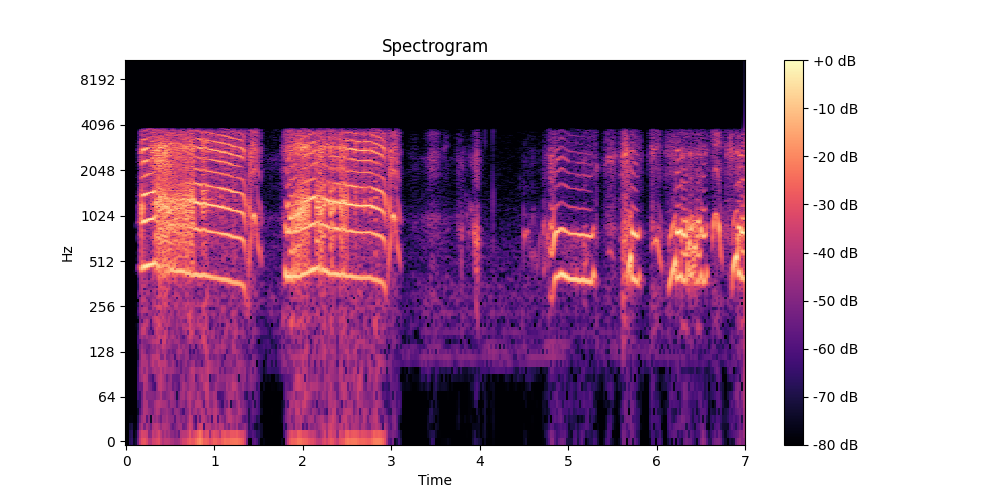 Spectrogram
Hz
8192
4096
2048
1024
512
256
128
64
0
0 1 2 3 4 5 6 7
Time
+0 dB
-10 dB
-20 dB
-30 dB
-40 dB
-50 dB
-60 dB
-70 dB
-80 dB